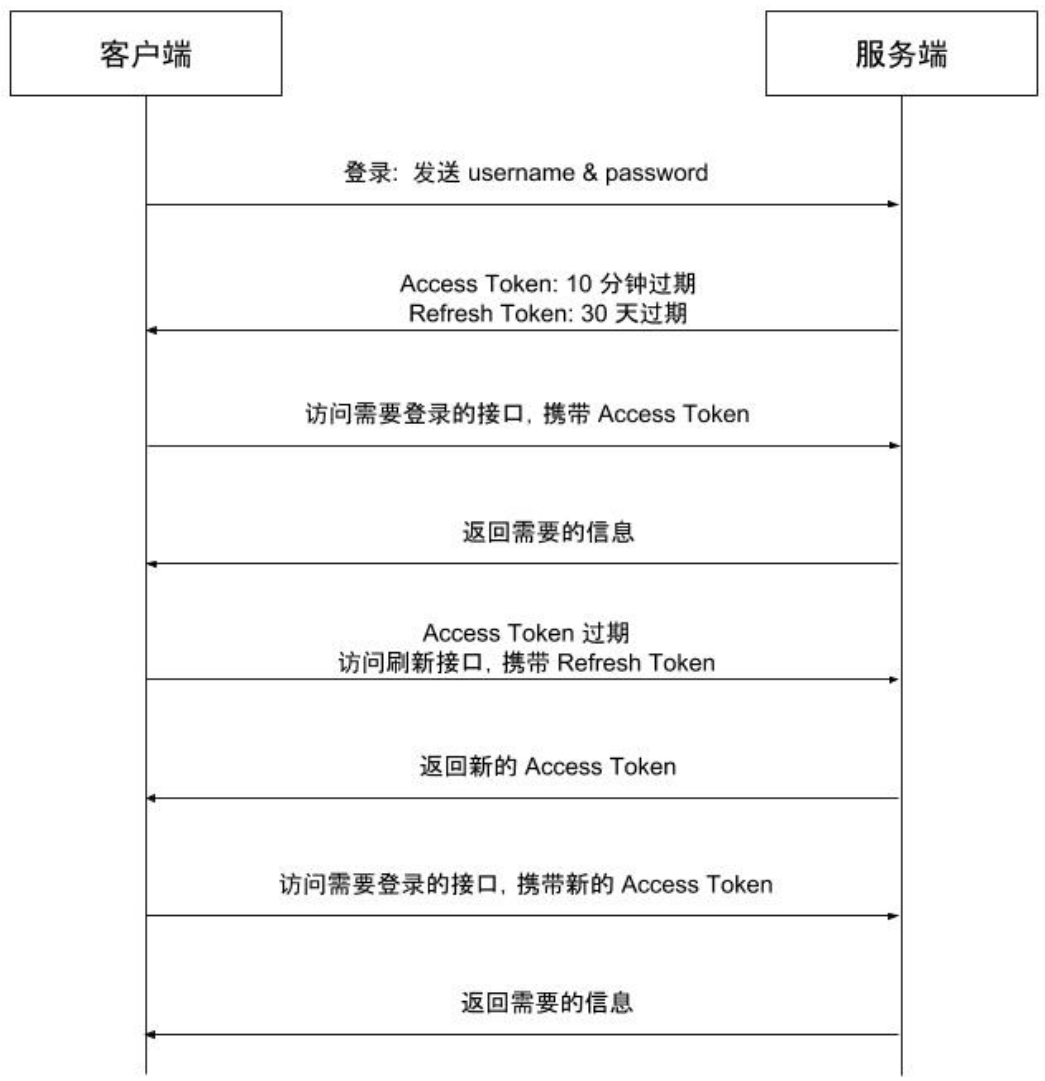 客户端
服务端
登录: 发送 username & password
Access Token: 10 分钟过期
Refresh Token: 30 天过期
访问需要登录的接口, 携带 Access Token
返回需要的信息
Access Token 过期
访问刷新接口, 携带 Refresh Token
返回新的 Access Token
访问需要登录的接口, 携带新的 Access Token
返回需要的信息